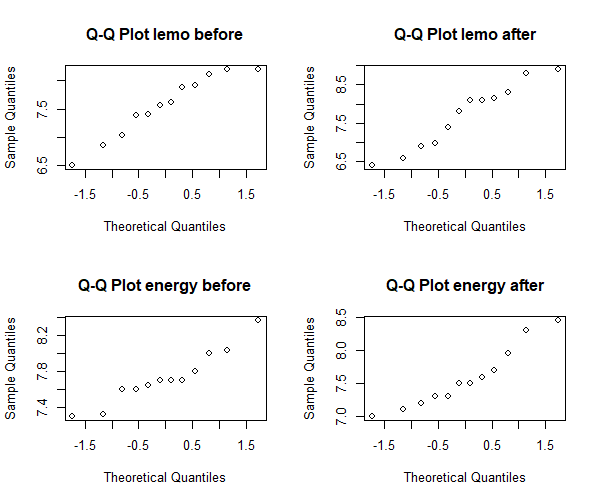 Q-Q Plot lemo before
Sample Quantiles
6.5 7.5
-1.5 -0.5 0.5 1.5
Theoretical Quantiles
Q-Q Plot lemo after
Sample Quantiles
6.5 7.5 8.5
-1.5 -0.5 0.5 1.5
Theoretical Quantiles
Q-Q Plot energy before
Sample Quantiles
7.4 7.8 8.2
-1.5 -0.5 0.5 1.5
Theoretical Quantiles
Q-Q Plot energy after
Sample Quantiles
7.0 7.5 8.0 8.5
-1.5 -0.5 0.5 1.5
Theoretical Quantiles